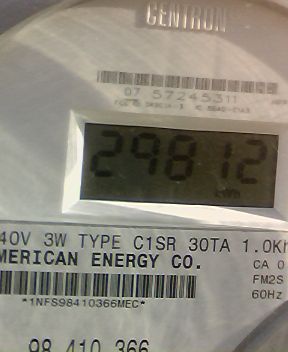 CENTRON
07 57245311
29812
kWh
40V 3W TYPE C1SR 30TA 1.0Kh
MERICAN ENERGY CO.
CA 0
FM2S
*1NFS98410366MEC*
60Hz
98 410 366